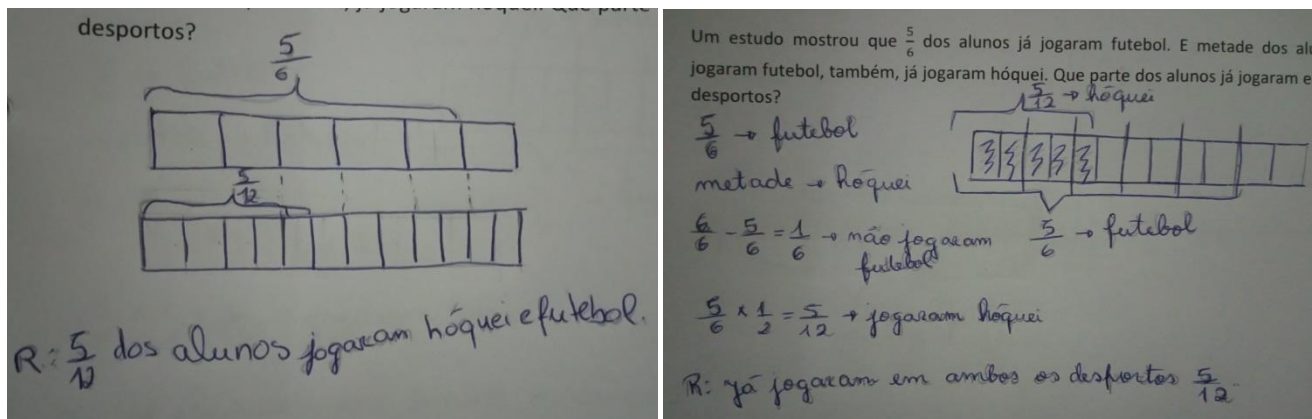 desportos?
5/6
5/12
R: 5/12 dos alunos jogaram hóquei e futebol.
Um estudo mostrou que 5/6 dos alunos já jogaram futebol. E metade dos
jogaram futebol, também, já jogaram hóquei. Que parte dos alunos já jogaram
desportos?
5/12 → hóquei
5/6 → futebol
metade → hóquei
6/6 - 5/6 = 1/6 → não jogaram
futebol
5/6 → futebol
5/6 × 1/2 = 5/12 → jogaram hóquei
R: Já jogaram em ambos os desportos 5/12.